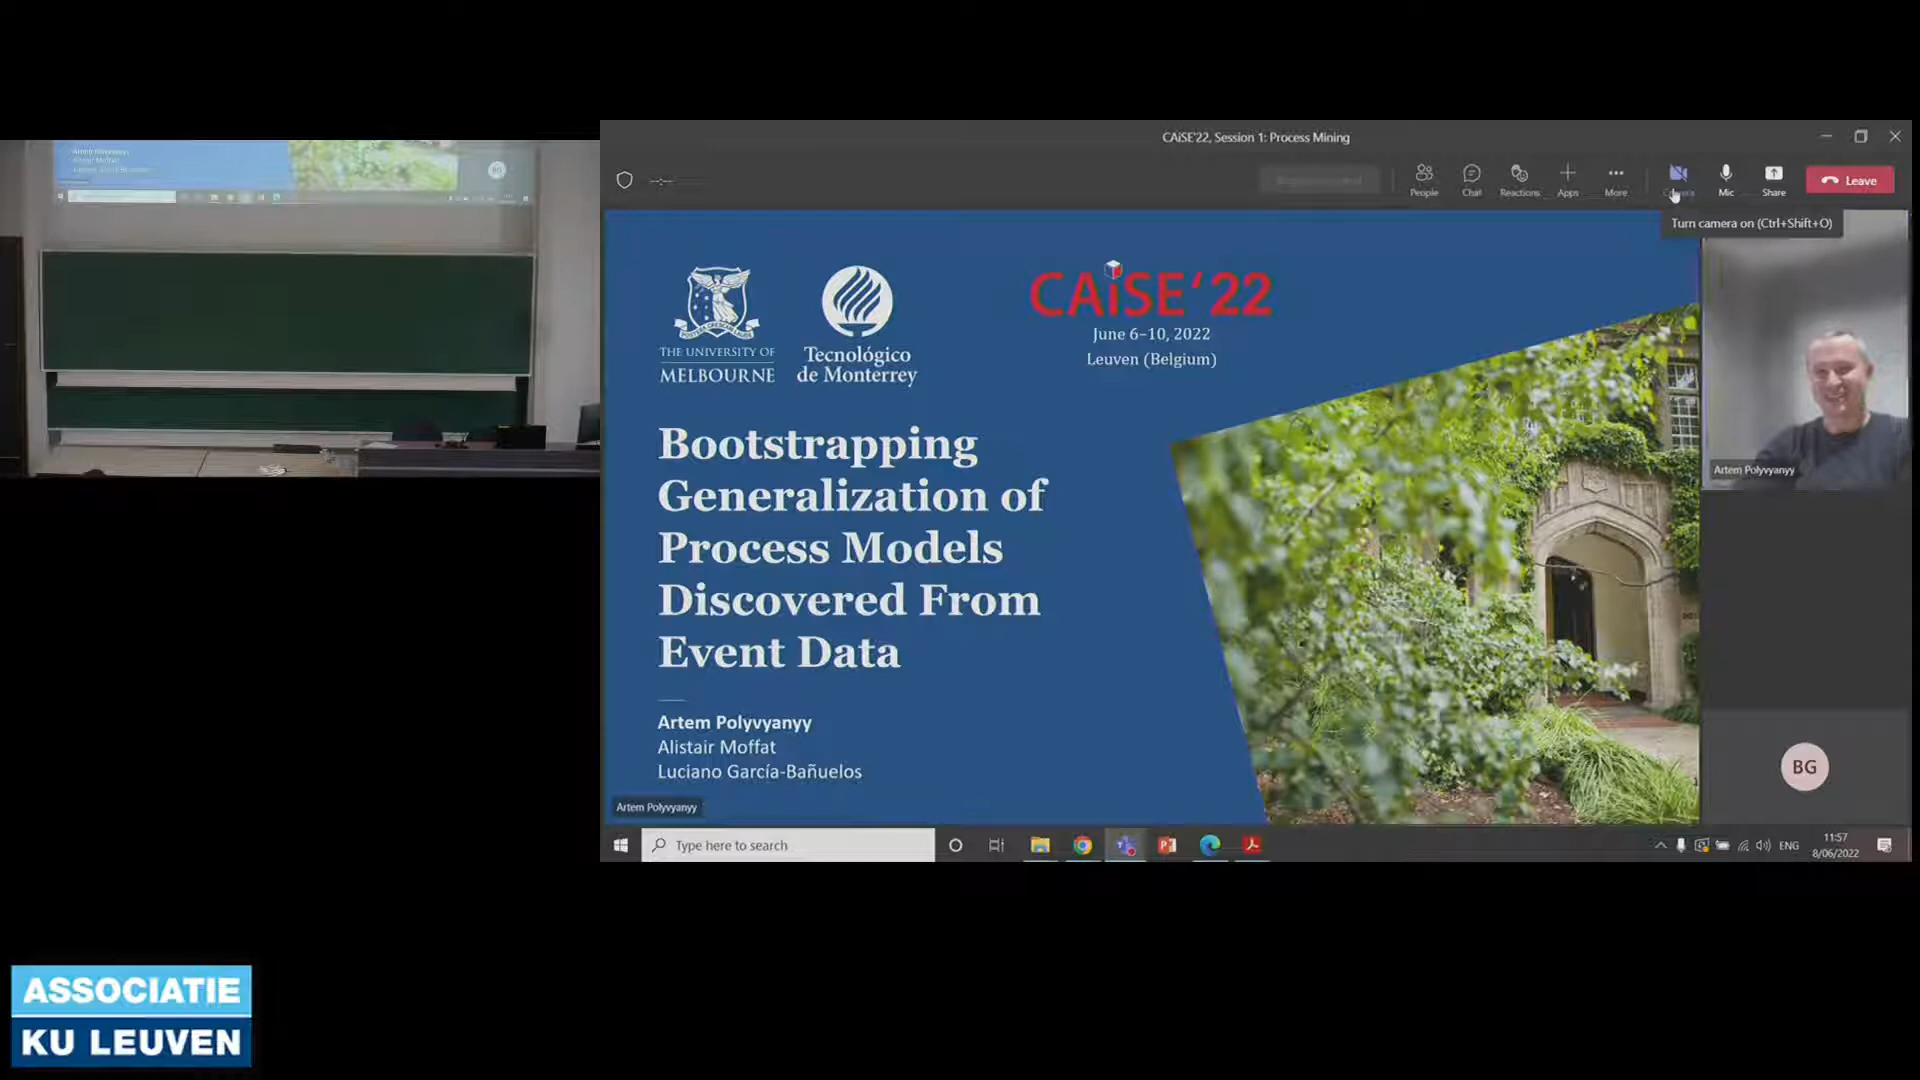 CAiSE'22, Session 1: Process Mining
People
Chat
Reactions
Apps
More
Mic
Share
Leave
Turn camera on (Ctrl+Shift+O)
THE UNIVERSITY OF
MELBOURNE
Tecnológico
de Monterrey
CAiSE'22
June 6–10, 2022
Leuven (Belgium)
Bootstrapping
Generalization of
Process Models
Discovered From
Event Data
Artem Polyvyanyy
Alistair Moffat
Luciano García-Bañuelos
Artem Polyvyanyy
Artem Polyvyanyy
BG
Type here to search
ENG
11:57
8/06/2022
ASSOCIATIE
KU LEUVEN